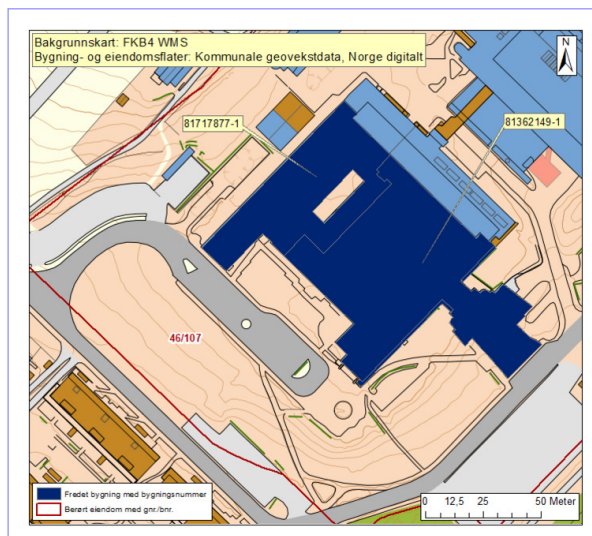 Bakgrunnskart: FKB4 WMS
Bygning- og eiendomsflater: Kommunale geovekstdata, Norge digitalt
N
81717877-1
81362149-1
46/107
Fredet bygning med bygningsnummer
Berørt eiendom med gnr./bnr.
0 12,5 25 50 Meter